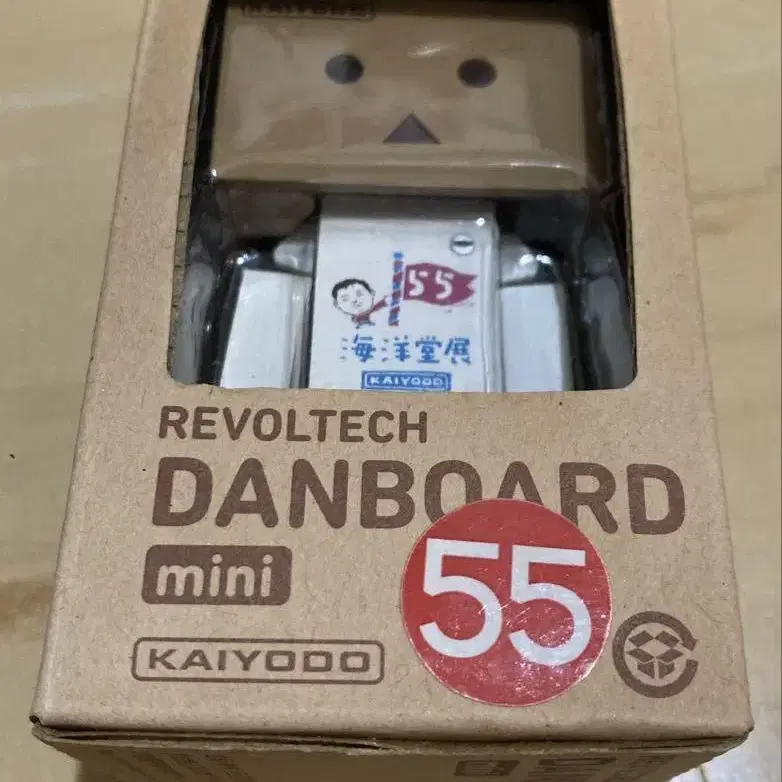 KAIYODO
55
海洋堂展
KAIYODO
REVOLTECH
DANBOARD
mini
55
KAIYODO